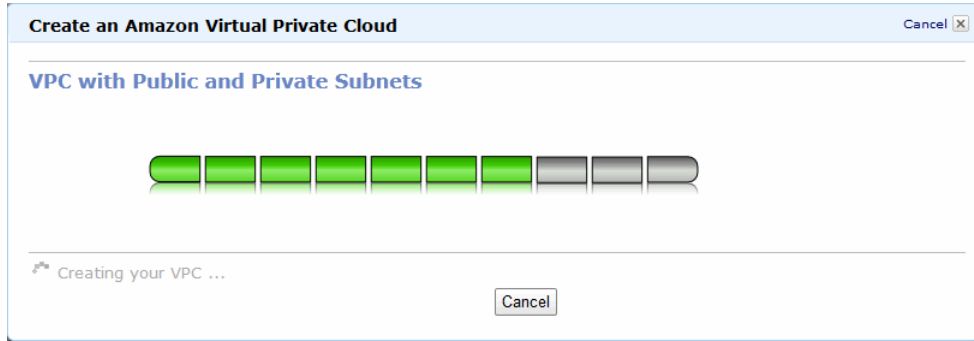 Create an Amazon Virtual Private Cloud
Cancel
VPC with Public and Private Subnets
Creating your VPC ...
Cancel